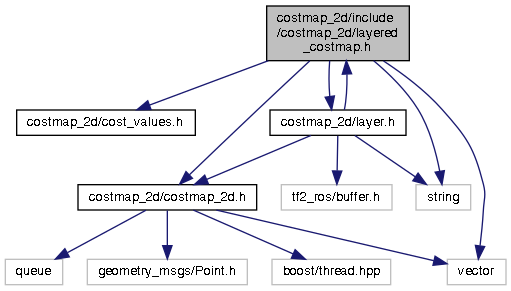 costmap_2d/include
/costmap_2d/layered
_costmap.h
costmap_2d/cost_values.h
costmap_2d/layer.h
costmap_2d/costmap_2d.h
tf2_ros/buffer.h
string
queue
geometry_msgs/Point.h
boost/thread.hpp
vector